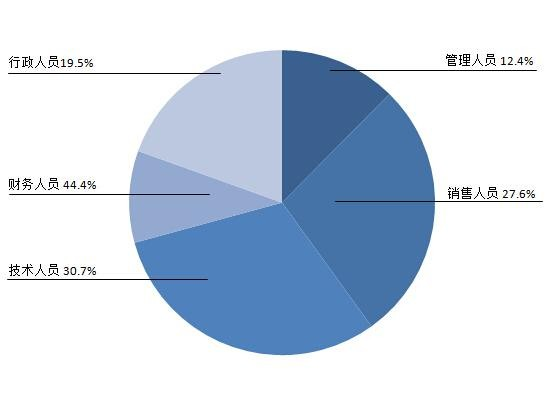 行政人员19.5%
管理人员 12.4%
财务人员 44.4%
销售人员 27.6%
技术人员 30.7%